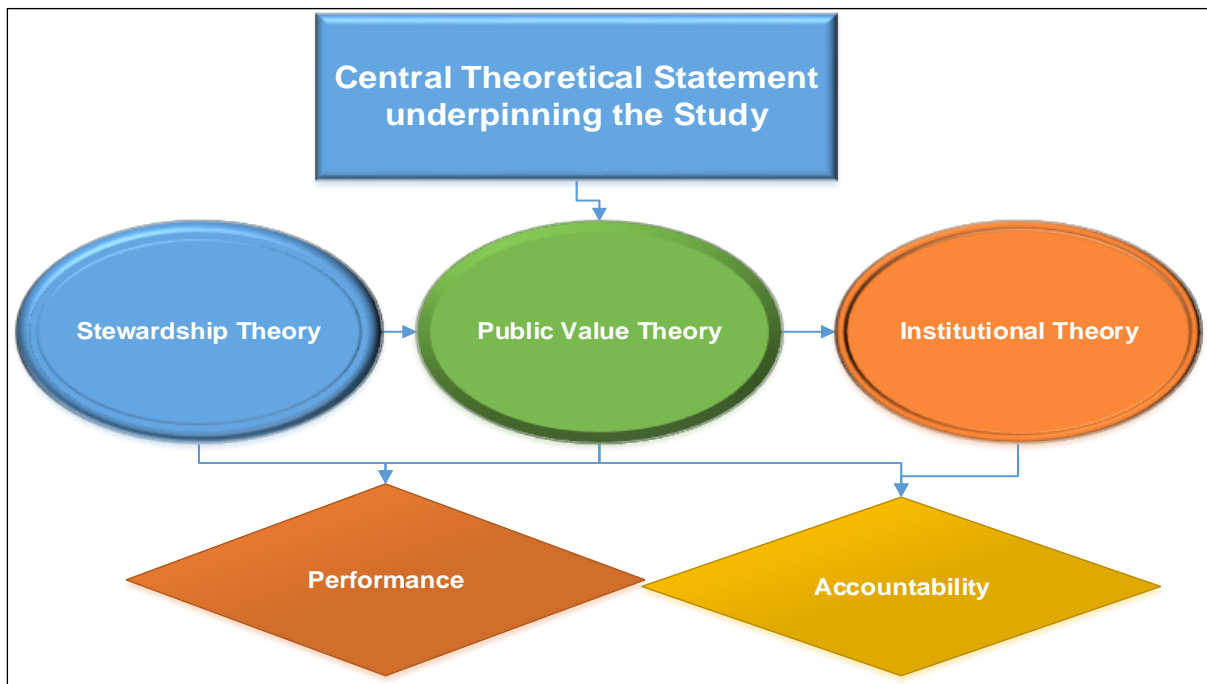 Central Theoretical Statement
underpinning the Study
Stewardship Theory
Public Value Theory
Institutional Theory
Performance
Accountability